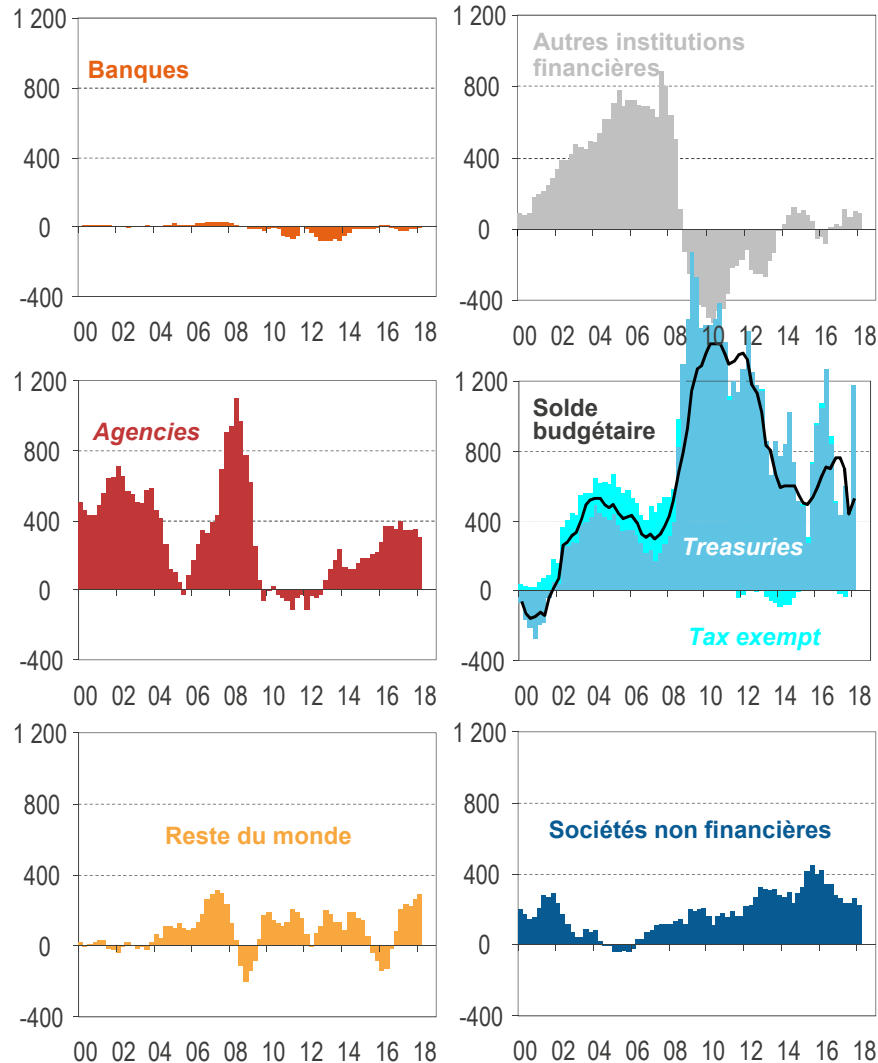 1 200
800
400
0
-400
Banques
00 02 04 06 08 10 12 14 16 18
1 200
800
400
0
-400
Autres institutions
financières
00 02 04 06 08 10 12 14 16 18
1 200
800
400
0
-400
Agencies
00 02 04 06 08 10 12 14 16 18
1 200
800
400
0
-400
Solde
budgétaire
Treasuries
Tax exempt
00 02 04 06 08 10 12 14 16 18
1 200
800
400
0
-400
Reste du monde
00 02 04 06 08 10 12 14 16 18
1 200
800
400
0
-400
Sociétés non financières
00 02 04 06 08 10 12 14 16 18